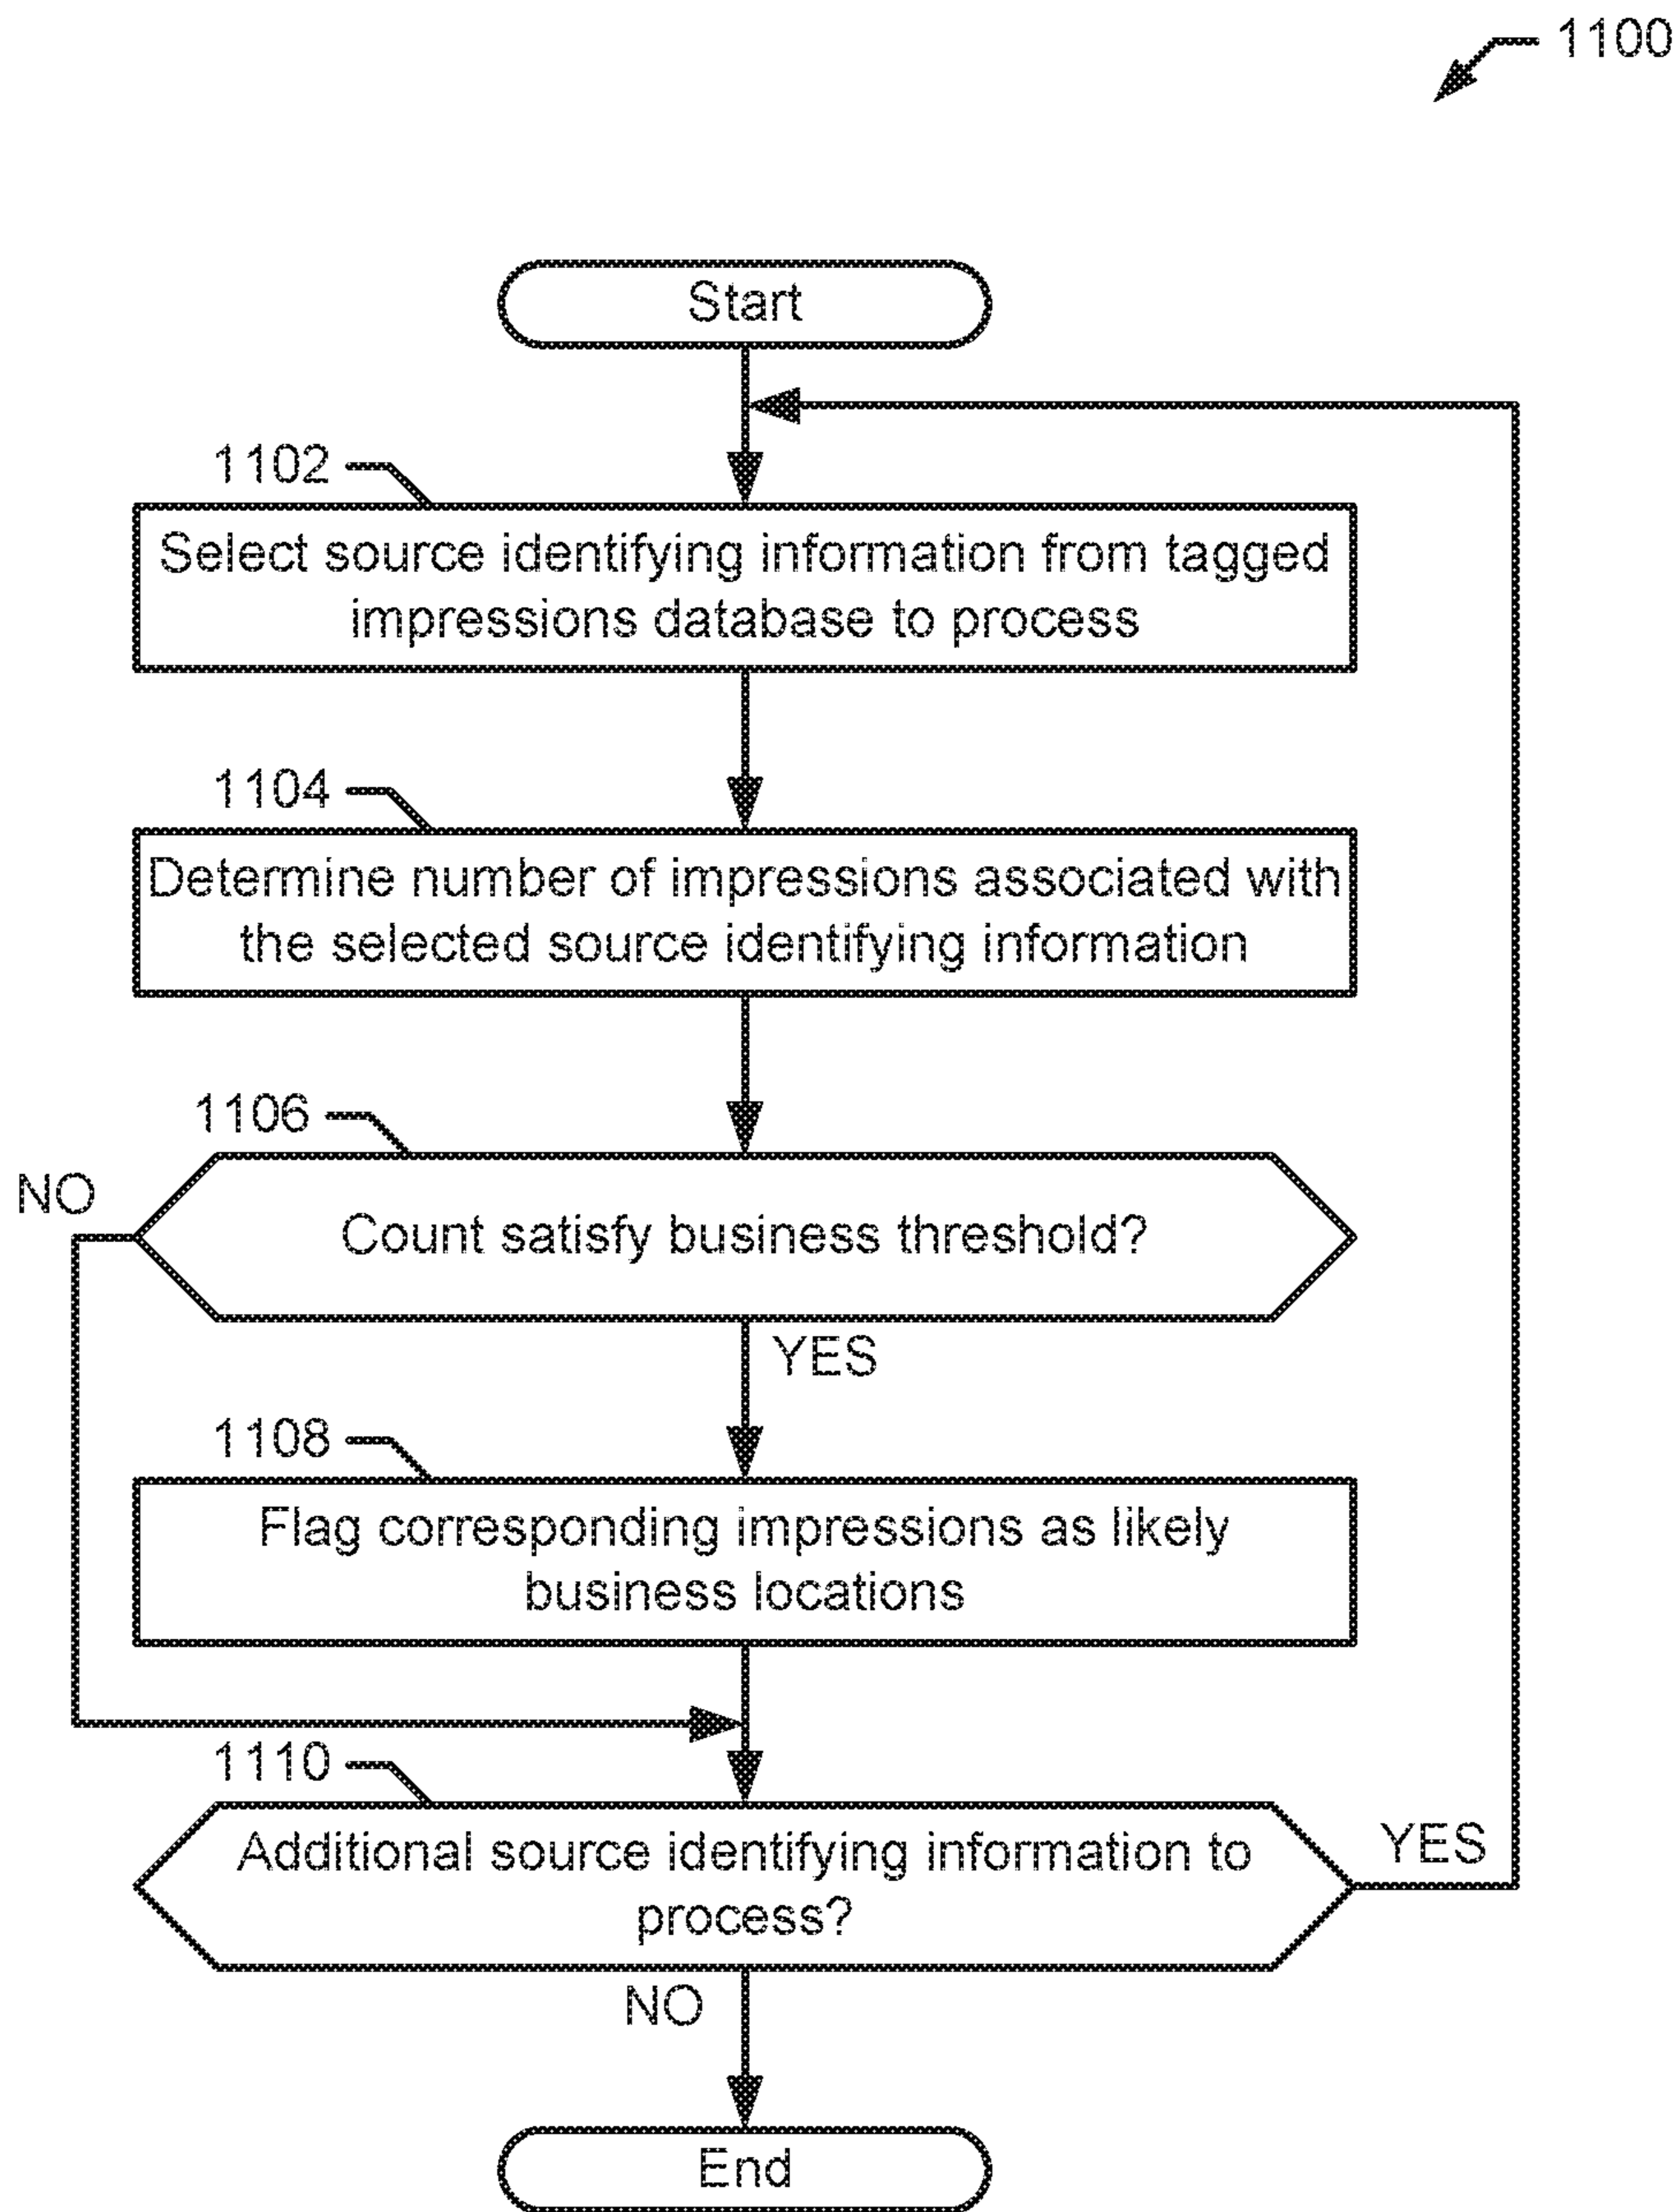 1100
Start
1102
Select source identifying information from tagged
impressions database to process
1104
Determine number of impressions associated with
the selected source identifying information
1106
NO
Count satisfy business threshold?
YES
1108
Flag corresponding impressions as likely
business locations
1110
Additional source identifying information to
process?
YES
NO
End